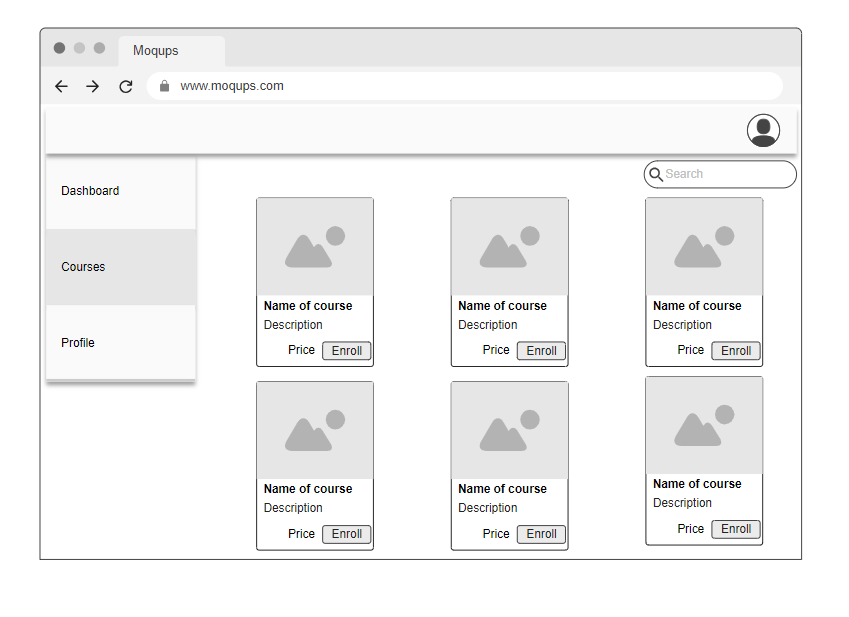 Moqups
www.moqups.com
Search
Dashboard
Courses
Profile
Name of course
Description
Price Enroll
Name of course
Description
Price Enroll
Name of course
Description
Price Enroll
Name of course
Description
Price Enroll
Name of course
Description
Price Enroll
Name of course
Description
Price Enroll